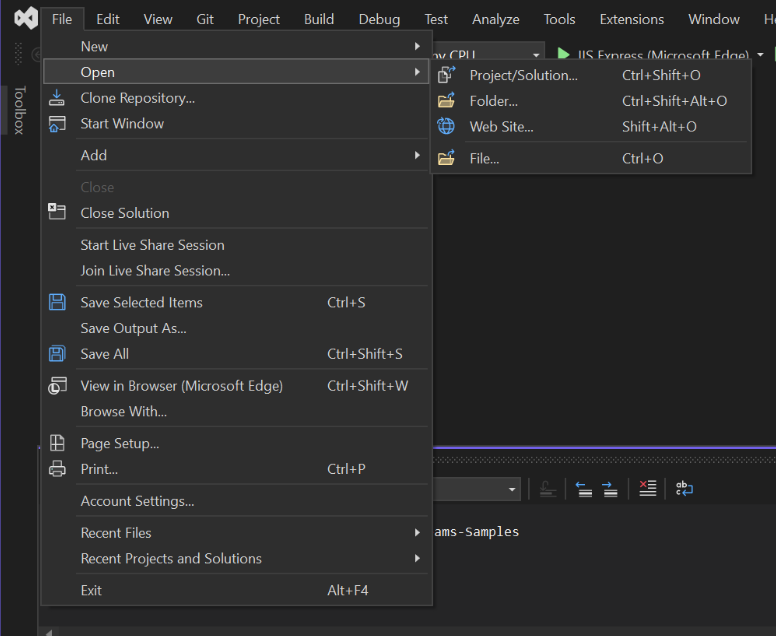 File Edit View Git Project Build Debug Test Analyze Tools Extensions Window
IIS Express (Microsoft Edge)
Toolbox
New
Open
Clone Repository...
Start Window
Add
Close
Close Solution
Start Live Share Session
Join Live Share Session...
Save Selected Items Ctrl+S
Save Output As...
Save All Ctrl+Shift+S
View in Browser (Microsoft Edge) Ctrl+Shift+W
Browse With...
Page Setup...
Print... Ctrl+P
Account Settings...
Recent Files
Recent Projects and Solutions
Exit Alt+F4
Project/Solution... Ctrl+Shift+O
Folder... Ctrl+Shift+Alt+O
Web Site... Shift+Alt+O
File... Ctrl+O
ams-Samples